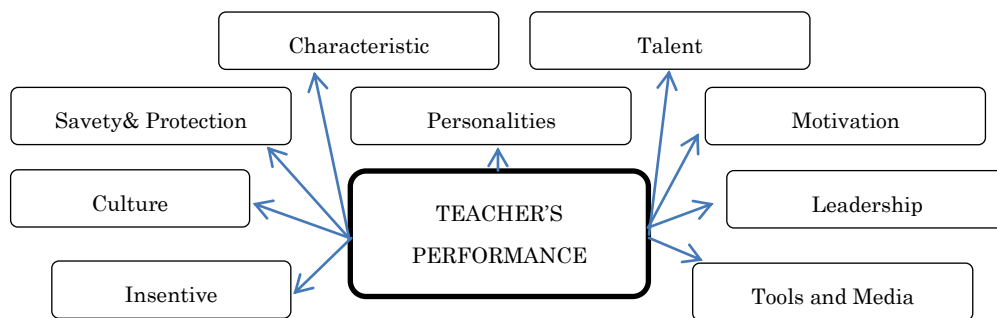 Characteristic
Talent
Savety& Protection
Personalities
Motivation
Culture
TEACHER’S
PERFORMANCE
Leadership
Insentive
Tools and Media